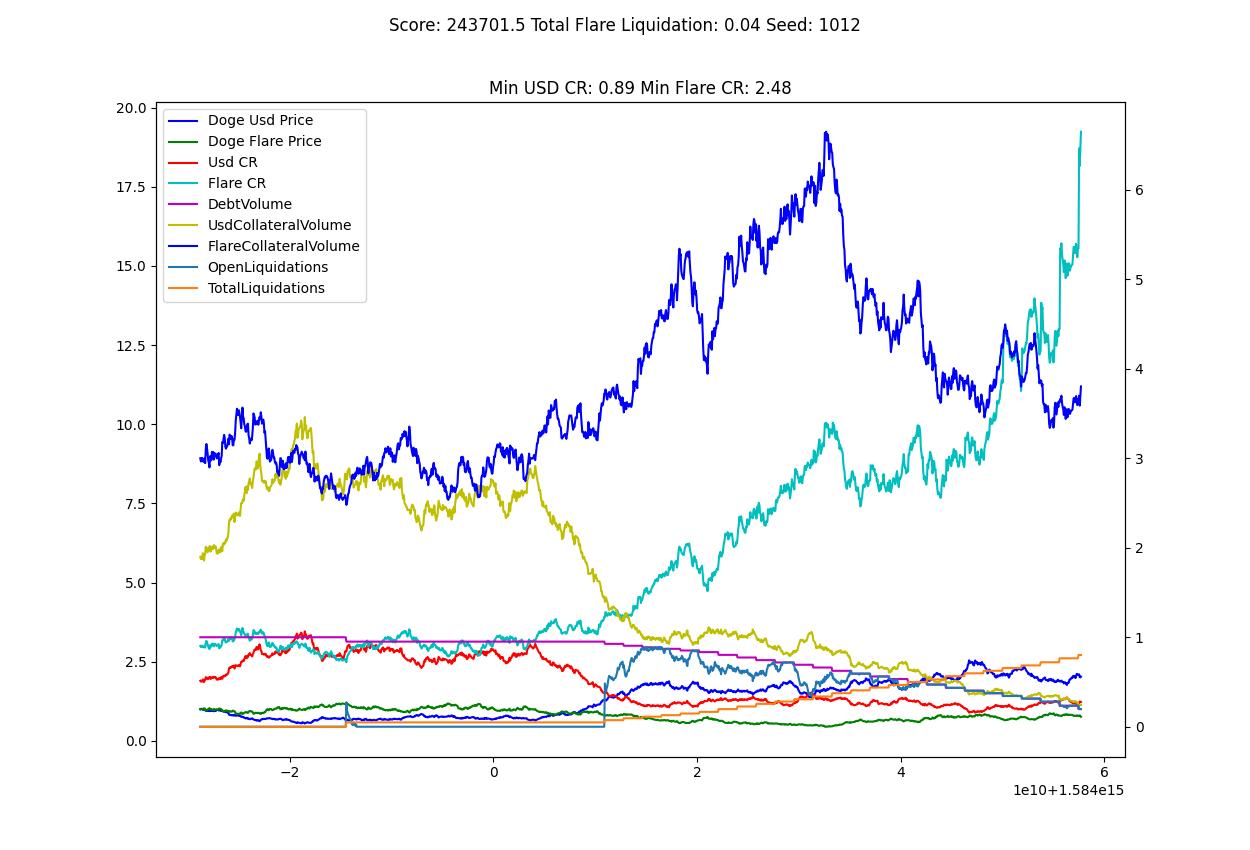 Score: 243701.5 Total Flare Liquidation: 0.04 Seed: 1012
Min USD CR: 0.89 Min Flare CR: 2.48
Doge Usd Price
Doge Flare Price
Usd CR
Flare CR
DebtVolume
UsdCollateralVolume
FlareCollateralVolume
OpenLiquidations
TotalLiquidations
20.0
17.5
15.0
12.5
10.0
7.5
5.0
2.5
0.0
6
5
4
3
2
1
0
−2
0
2
4
6
1e10+1.584e15